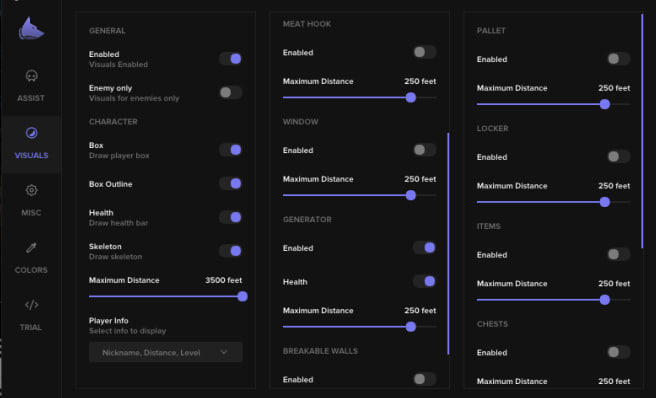 ASSIST
VISUALS
MISC
COLORS
TRIAL
GENERAL
Enabled
Visuals Enabled
Enemy only
Visuals for enemies only
CHARACTER
Box
Draw player box
Box Outline
Health
Draw health bar
Skeleton
Draw skeleton
Maximum Distance 3500 feet
Player Info
Select info to display
Nickname, Distance, Level
MEAT HOOK
Enabled
Maximum Distance 250 feet
WINDOW
Enabled
Maximum Distance 250 feet
GENERATOR
Enabled
Health
Maximum Distance 250 feet
BREAKABLE WALLS
Enabled
PALLET
Enabled
Maximum Distance 250 feet
LOCKER
Enabled
Maximum Distance 250 feet
ITEMS
Enabled
Maximum Distance 250 feet
CHESTS
Enabled
Maximum Distance 250 feet